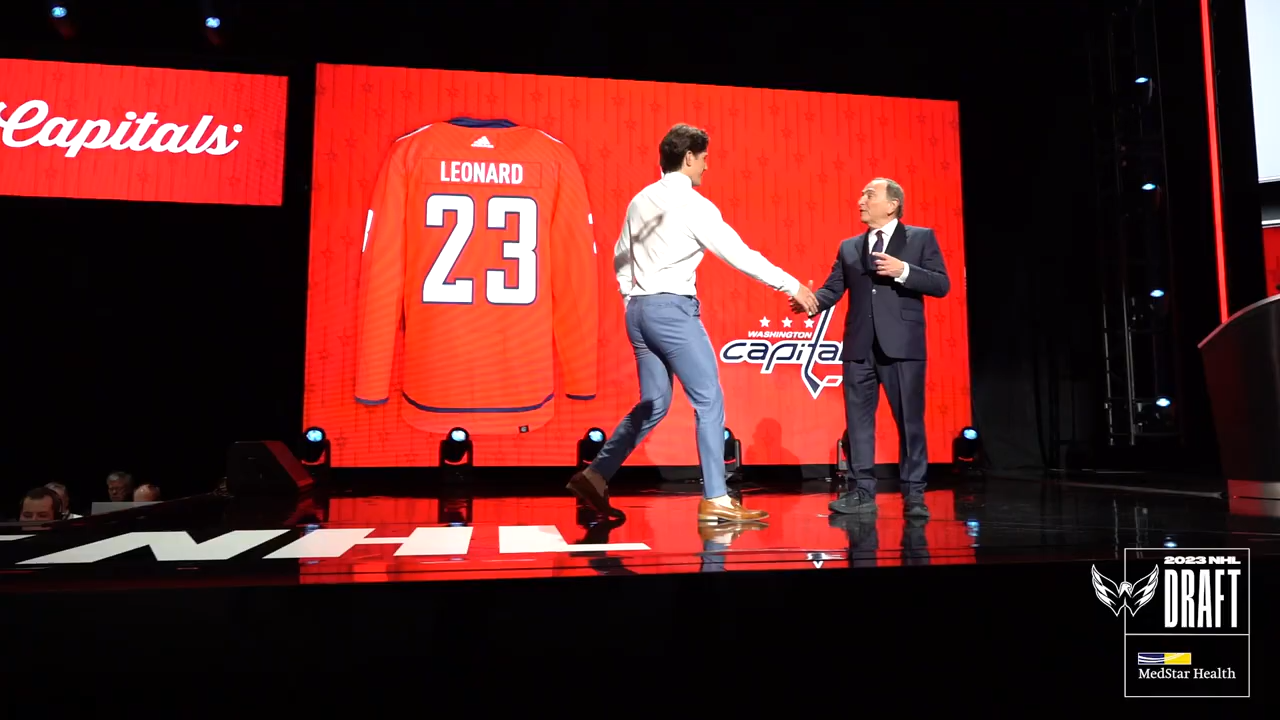 Capitals
LEONARD
23
WASHINGTON
capitals
NHL
2023 NHL
DRAFT
MedStar Health